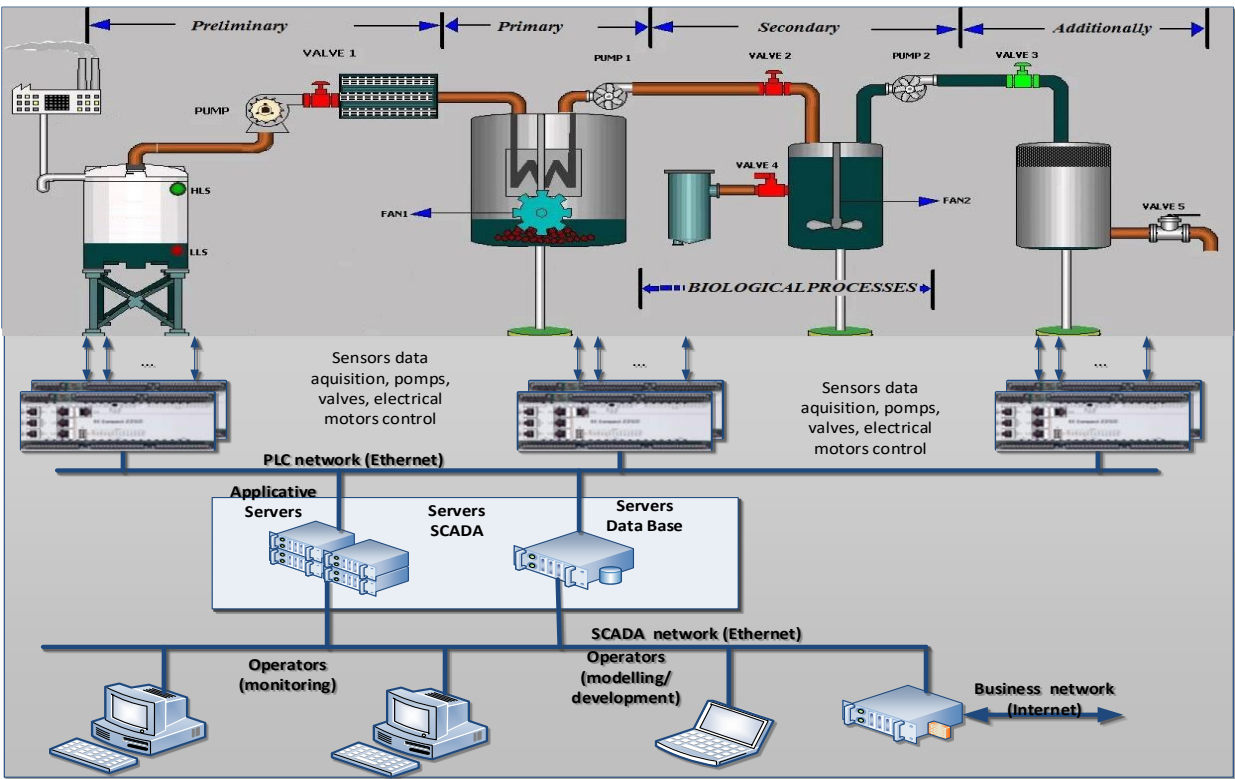 Preliminary
Primary
Secondary
Additionally
VALVE 1
PUMP 1
VALVE 2
PUMP 2
VALVE 3
PUMP
VALVE 4
HLS
FAN1
FAN2
VALVE 5
LLS
BIOLOGICAL PROCESSES
...
...
...
Sensors data
aquisition, pomps,
valves, electrical
motors control
Sensors data
aquisition, pomps,
valves, electrical
motors control
PLC network (Ethernet)
Applicative
Servers
Servers
SCADA
Servers
Data Base
SCADA network (Ethernet)
Operators
(monitoring)
Operators
(modelling/
development)
Business network
(Internet)